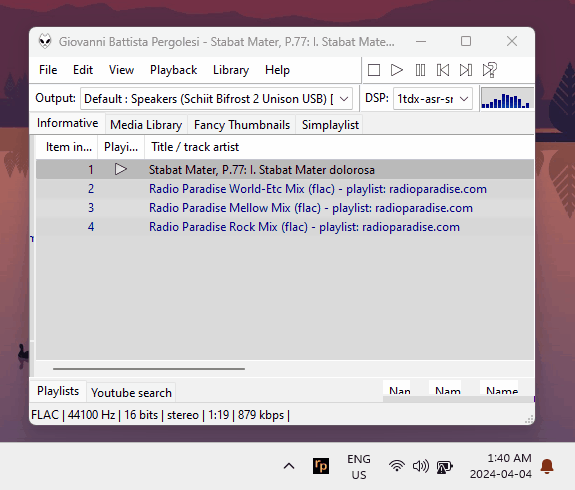 Giovanni Battista Pergolesi - Stabat Mater, P.77: I. Stabat Mate...
File Edit View Playback Library Help
Output: Default : Speakers (Schiit Bifrost 2 Unison USB) [ DSP: 1tdx-asr-sr
Informative Media Library Fancy Thumbnails Simplaylist
Item in... Playi... Title / track artist
1 Stabat Mater, P.77: I. Stabat Mater dolorosa
2 Radio Paradise World-Etc Mix (flac) - playlist: radioparadise.com
3 Radio Paradise Mellow Mix (flac) - playlist: radioparadise.com
4 Radio Paradise Rock Mix (flac) - playlist: radioparadise.com
Playlists Youtube search Nan Nam Name
FLAC | 44100 Hz | 16 bits | stereo | 1:19 | 879 kbps |
rp ENG 1:40 AM
US 2024-04-04